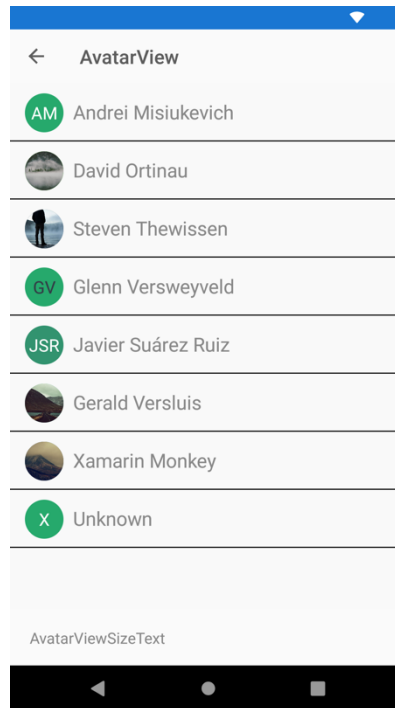 AvatarView
AM Andrei Misiukevich
David Ortinau
Steven Thewissen
GV Glenn Versweyveld
JSR Javier Suárez Ruiz
Gerald Versluis
Xamarin Monkey
X Unknown
AvatarViewSizeText